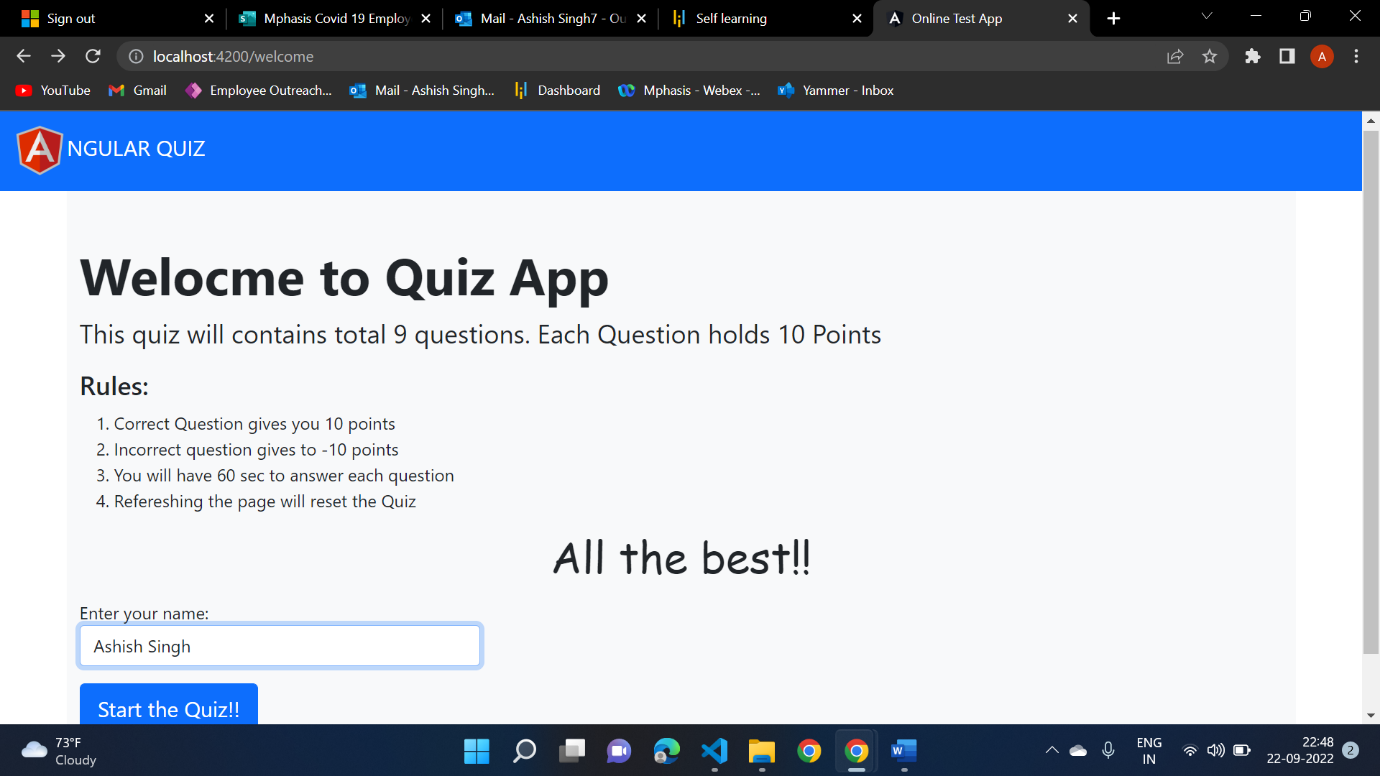 Sign out
Mphasis Covid 19 Employ
Mail - Ashish Singh7 - Ou
Self learning
Online Test App
localhost:4200/welcome
A
YouTube
Gmail
Employee Outreach...
Mail - Ashish Singh...
Dashboard
Mphasis - Webex -...
Yammer - Inbox
A NGULAR QUIZ
Welocme to Quiz App
This quiz will contains total 9 questions. Each Question holds 10 Points
Rules:
1. Correct Question gives you 10 points
2. Incorrect question gives to -10 points
3. You will have 60 sec to answer each question
4. Refereshing the page will reset the Quiz
All the best!!
Enter your name:
Ashish Singh
Start the Quiz!!
73°F
Cloudy
ENG
IN
22:48
22-09-2022
2